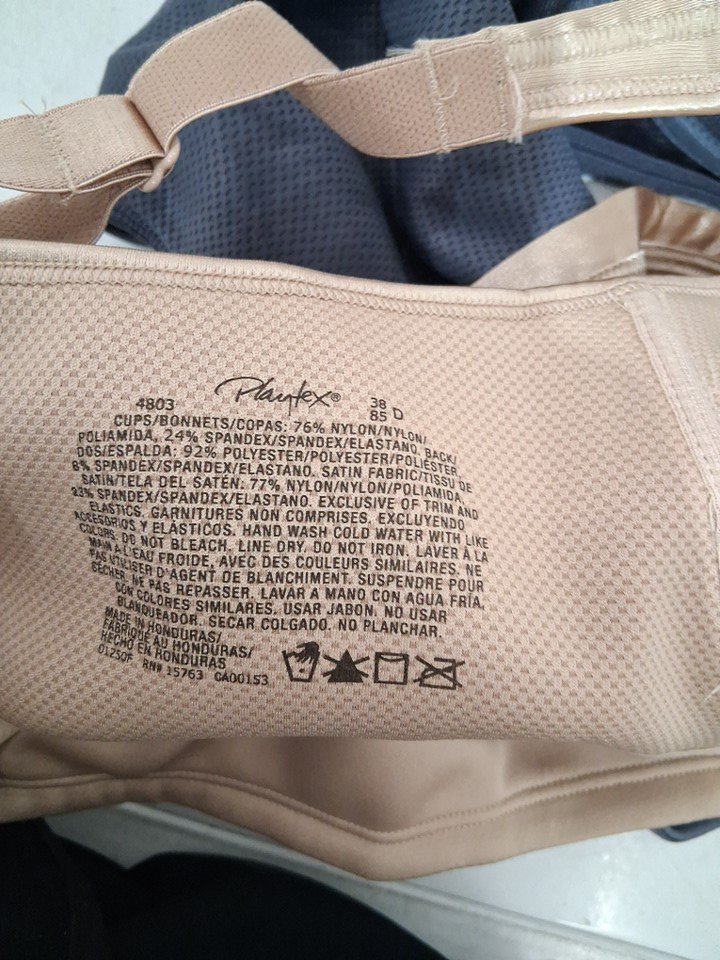 Playtex®
4803 38 85 D
CUPS/BONNETS/COPAS: 76% NYLON/NYLON/
POLIAMIDA, 24% SPANDEX/SPANDEX/ELASTANO. BACK/
DOS/ESPALDA: 92% POLYESTER/POLYESTER/POLIÉSTER,
8% SPANDEX/SPANDEX/ELASTANO. SATIN FABRIC/TISSU DE
SATIN/TELA DEL SATÉN: 77% NYLON/NYLON/POLIAMIDA,
23% SPANDEX/SPANDEX/ELASTANO. EXCLUSIVE OF TRIM AND
ELASTICS. GARNITURES NON COMPRISES. EXCLUYENDO
ACCESORIOS Y ELÁSTICOS. HAND WASH COLD WATER WITH LIKE
COLORS. DO NOT BLEACH. LINE DRY. DO NOT IRON. LAVER À LA
MAIN A L'EAU FROIDE, AVEC DES COULEURS SIMILAIRES. NE
PAS UTILISER D'AGENT DE BLANCHIMENT. SUSPENDRE POUR
SÉCHER. NE PAS REPASSER. LAVAR A MANO CON AGUA FRÍA,
CON COLORES SIMILARES. USAR JABON. NO USAR
BLANQUEADOR. SECAR COLGADO. NO PLANCHAR.
MADE IN HONDURAS/
FABRIQUÉ AU HONDURAS/
HECHO EN HONDURAS
0125OF RN# 15763 CA00153